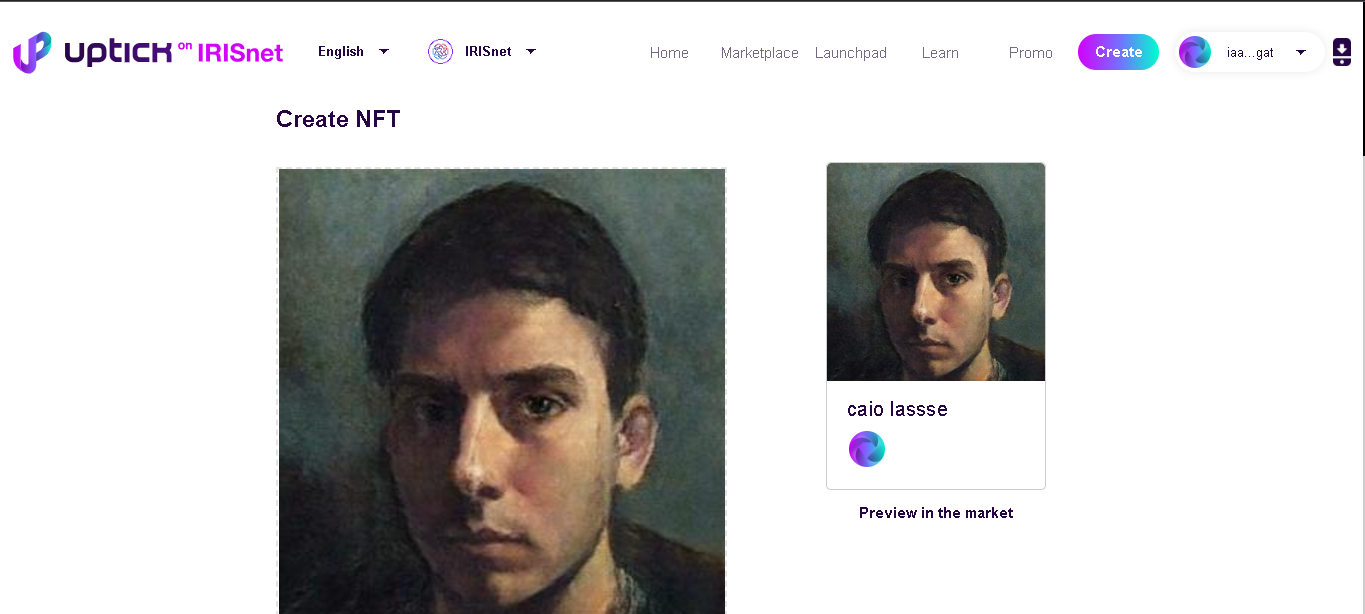 uptick on IRISnet English IRISnet Home Marketplace Launchpad Learn Promo Create iaa...gat
Create NFT
caio lassse
Preview in the market